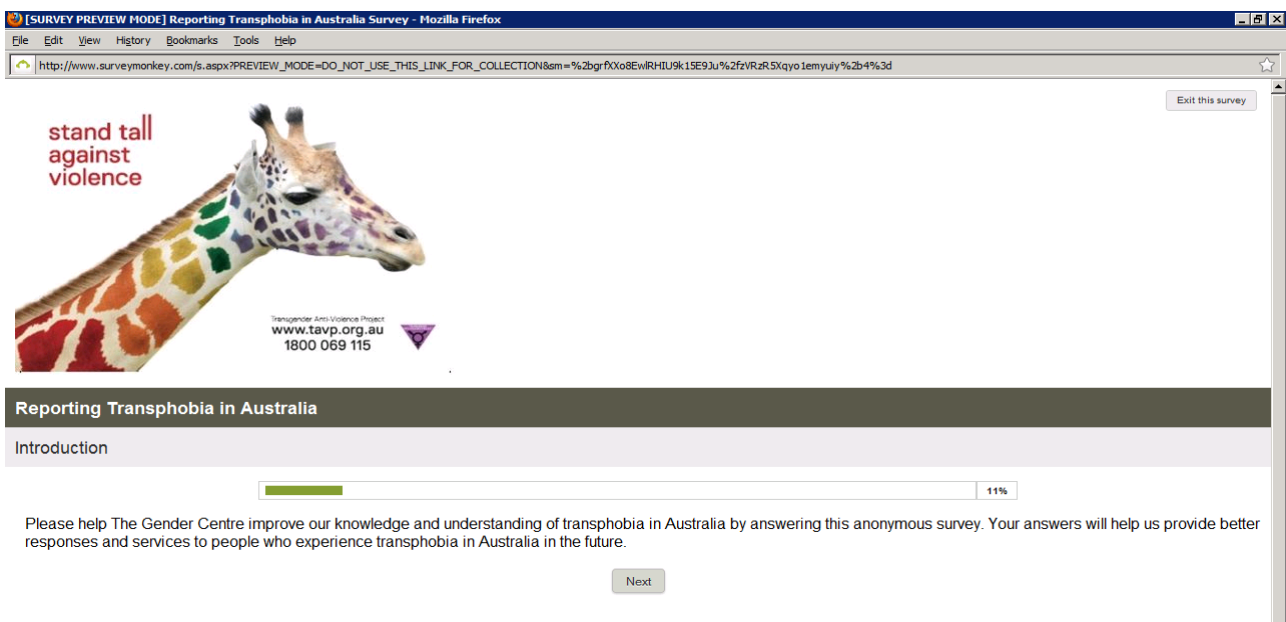 [SURVEY PREVIEW MODE] Reporting Transphobia in Australia Survey - Mozilla Firefox
File Edit View History Bookmarks Tools Help
http://www.surveymonkey.com/s.aspx?PREVIEW_MODE=DO_NOT_USE_THIS_LINK_FOR_COLLECTION&sm=%2bgrfXXo8EwlRHIU9k15E9Ju%2fzVRzR5Xqyo1emyuiy%2b4%3d
Exit this survey
stand tall
against
violence
Transgender Anti-Violence Project
www.tavp.org.au
1800 069 115
Reporting Transphobia in Australia
Introduction
11%
Please help The Gender Centre improve our knowledge and understanding of transphobia in Australia by answering this anonymous survey. Your answers will help us provide better
responses and services to people who experience transphobia in Australia in the future.
Next